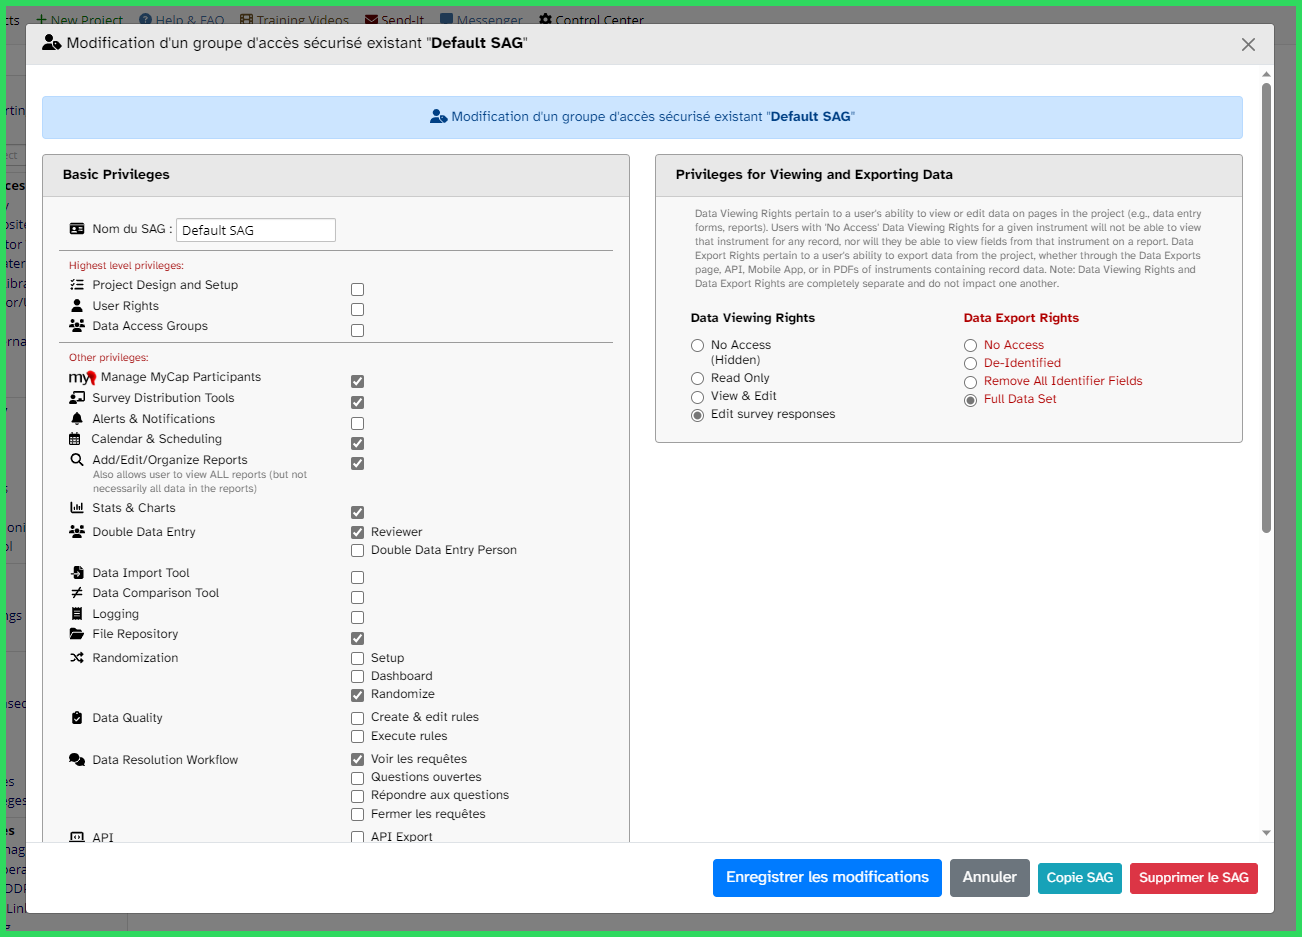 New Project Help & FAQ Training Videos Send-It Messenger Control Center
Modification d'un groupe d'accès sécurisé existant "Default SAG"
Modification d'un groupe d'accès sécurisé existant "Default SAG"
Basic Privileges
Nom du SAG : Default SAG
Highest level privileges:
Project Design and Setup
User Rights
Data Access Groups
Other privileges:
my Manage MyCap Participants
Survey Distribution Tools
Alerts & Notifications
Calendar & Scheduling
Add/Edit/Organize Reports
Also allows user to view ALL reports (but not
necessarily all data in the reports)
Stats & Charts
Double Data Entry Reviewer
Double Data Entry Person
Data Import Tool
Data Comparison Tool
Logging
File Repository
Randomization Setup
Dashboard
Randomize
Data Quality Create & edit rules
Execute rules
Data Resolution Workflow Voir les requêtes
Questions ouvertes
Répondre aux questions
Fermer les requêtes
API API Export
Privileges for Viewing and Exporting Data
Data Viewing Rights pertain to a user's ability to view or edit data on pages in the project (e.g., data entry
forms, reports). Users with 'No Access' Data Viewing Rights for a given instrument will not be able to view
that instrument for any record, nor will they be able to view fields from that instrument on a report. Data
Export Rights pertain to a user's ability to export data from the project, whether through the Data Exports
page, API, Mobile App, or in PDFs of instruments containing record data. Note: Data Viewing Rights and
Data Export Rights are completely separate and do not impact one another.
Data Viewing Rights
No Access
(Hidden)
Read Only
View & Edit
Edit survey responses
Data Export Rights
No Access
De-Identified
Remove All Identifier Fields
Full Data Set
Enregistrer les modifications Annuler Copie SAG Supprimer le SAG